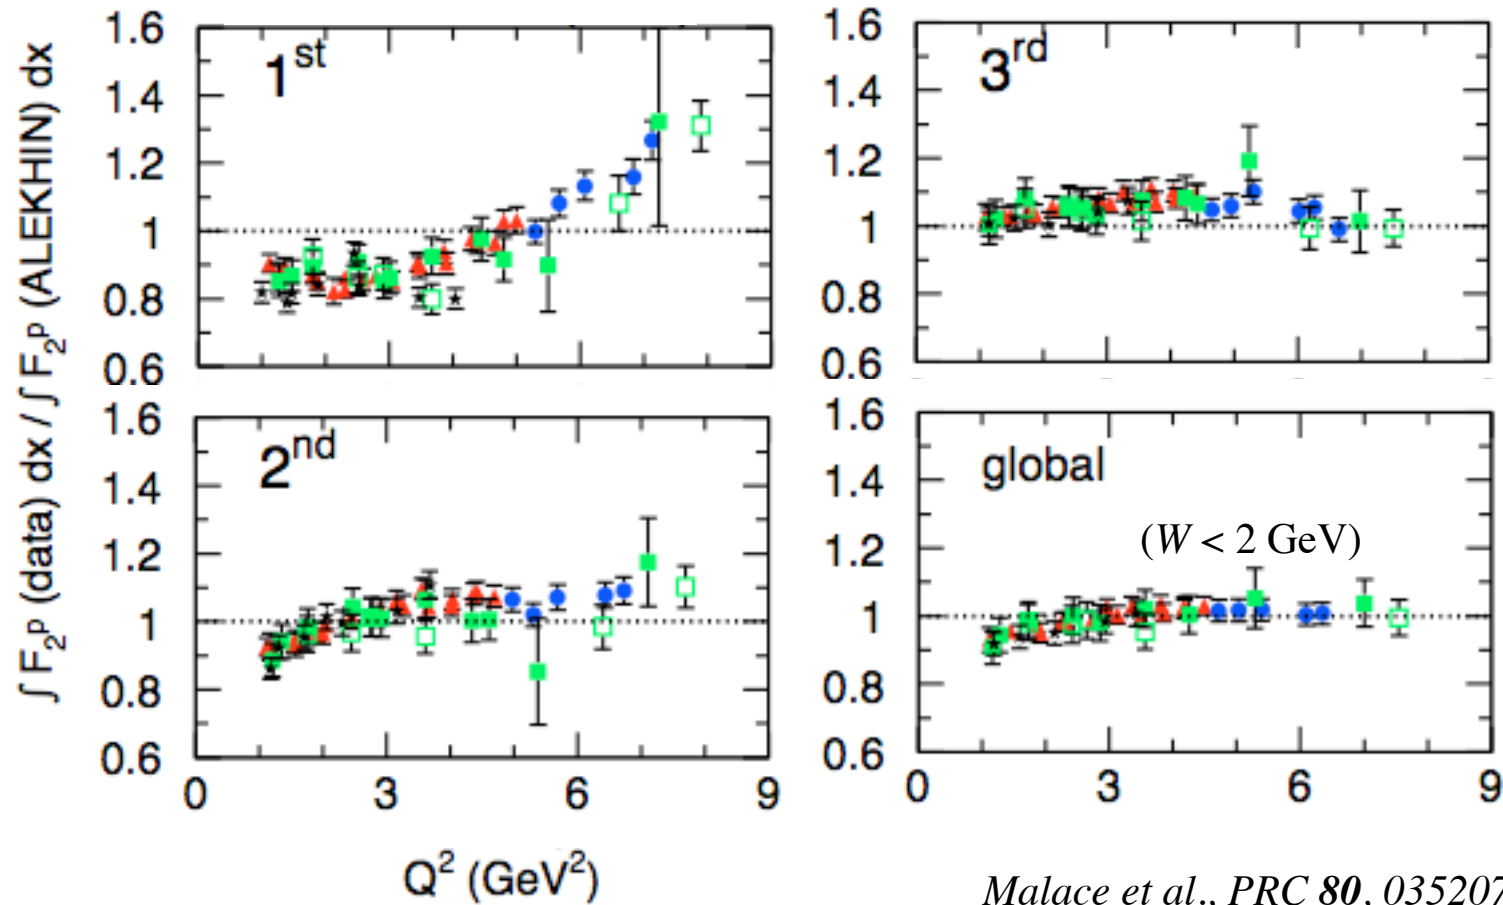 ∫F₂ᵖ (data) dx / ∫F₂ᵖ (ALEKHIN) dx
1.6
1.4
1.2
1
0.8
0.6
1ˢᵗ
1.6
1.4
1.2
1
0.8
0.6
3ʳᵈ
1.6
1.4
1.2
1
0.8
0.6
2ⁿᵈ
0 3 6 9
1.6
1.4
1.2
1
0.8
0.6
global
(W < 2 GeV)
0 3 6 9
Q² (GeV²)
Malace et al., PRC 80, 035207